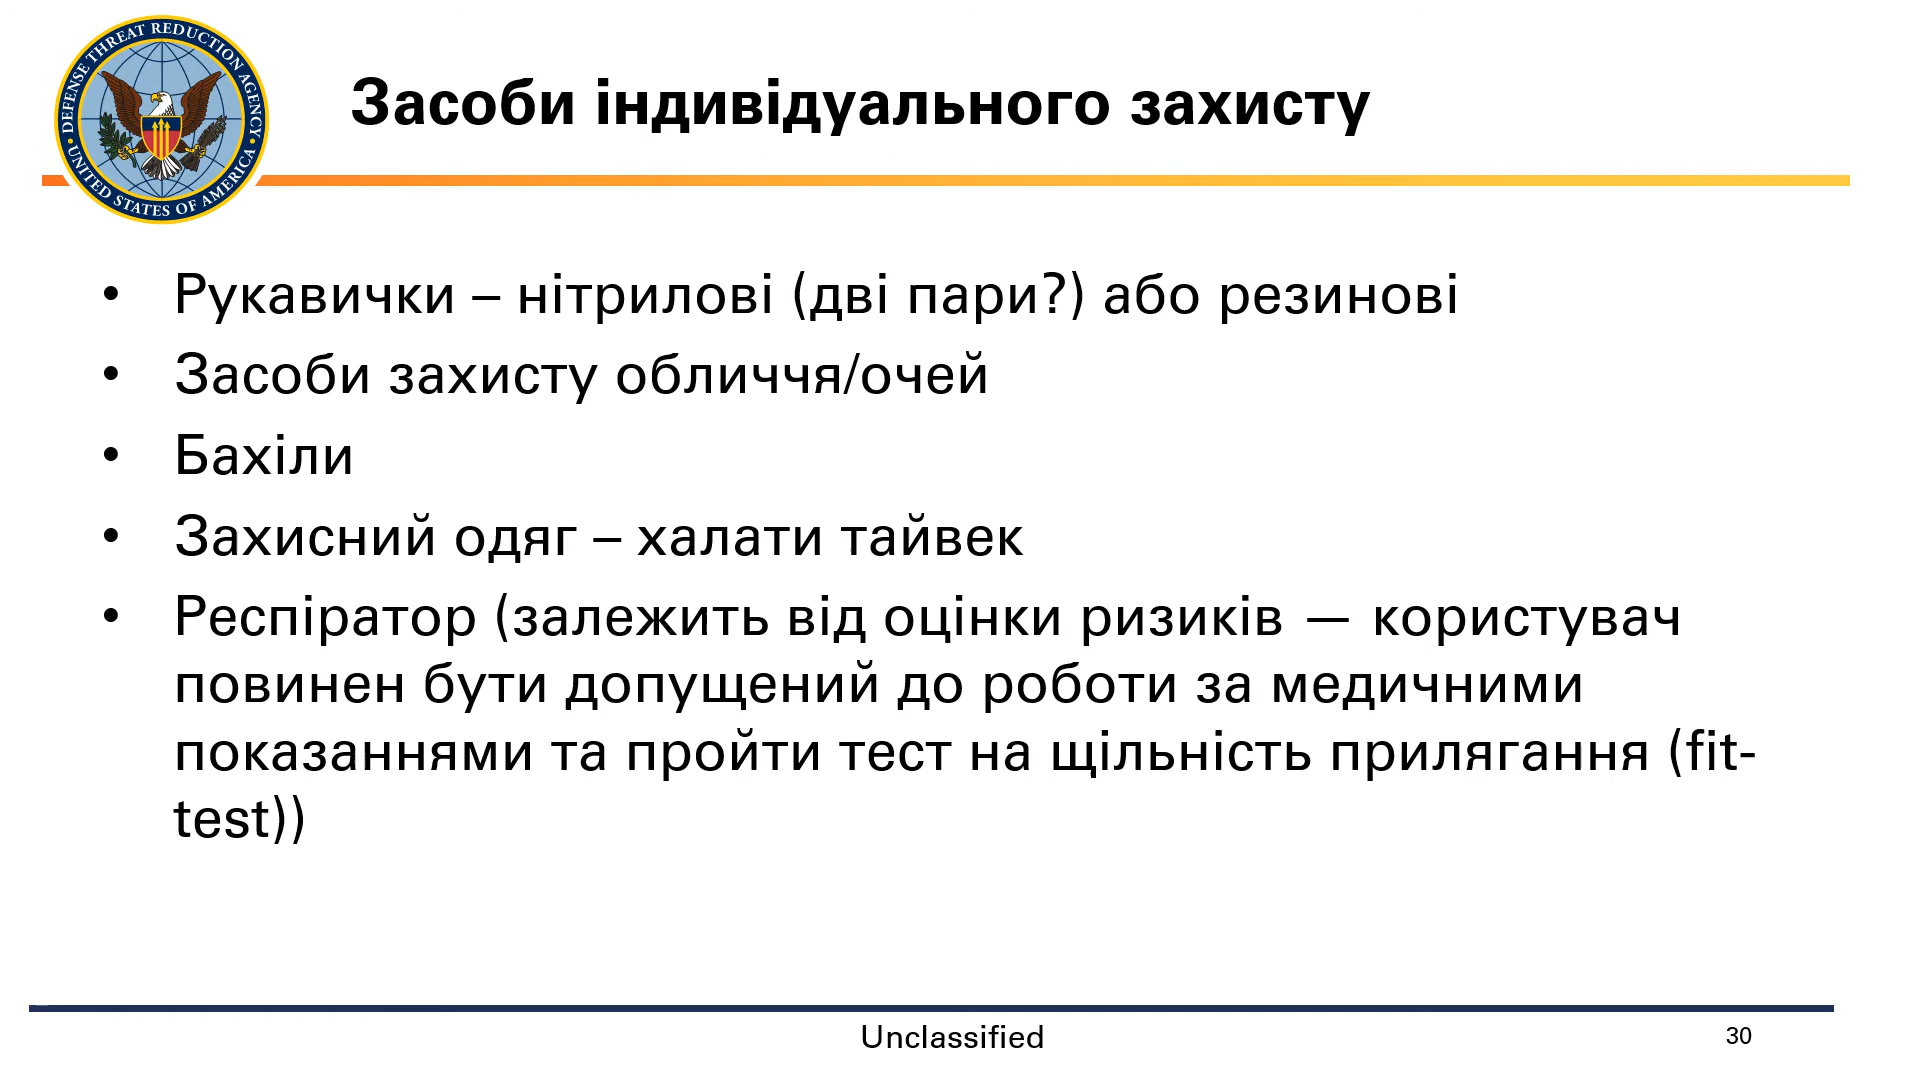 DEFENSE THREAT REDUCTION AGENCY
UNITED STATES OF AMERICA
Засоби індивідуального захисту
• Рукавички – нітрилові (дві пари?) або резинові
• Засоби захисту обличчя/очей
• Бахіли
• Захисний одяг – халати тайвек
• Респіратор (залежить від оцінки ризиків — користувач
повинен бути допущений до роботи за медичними
показаннями та пройти тест на щільність прилягання (fit-
test))
Unclassified
30